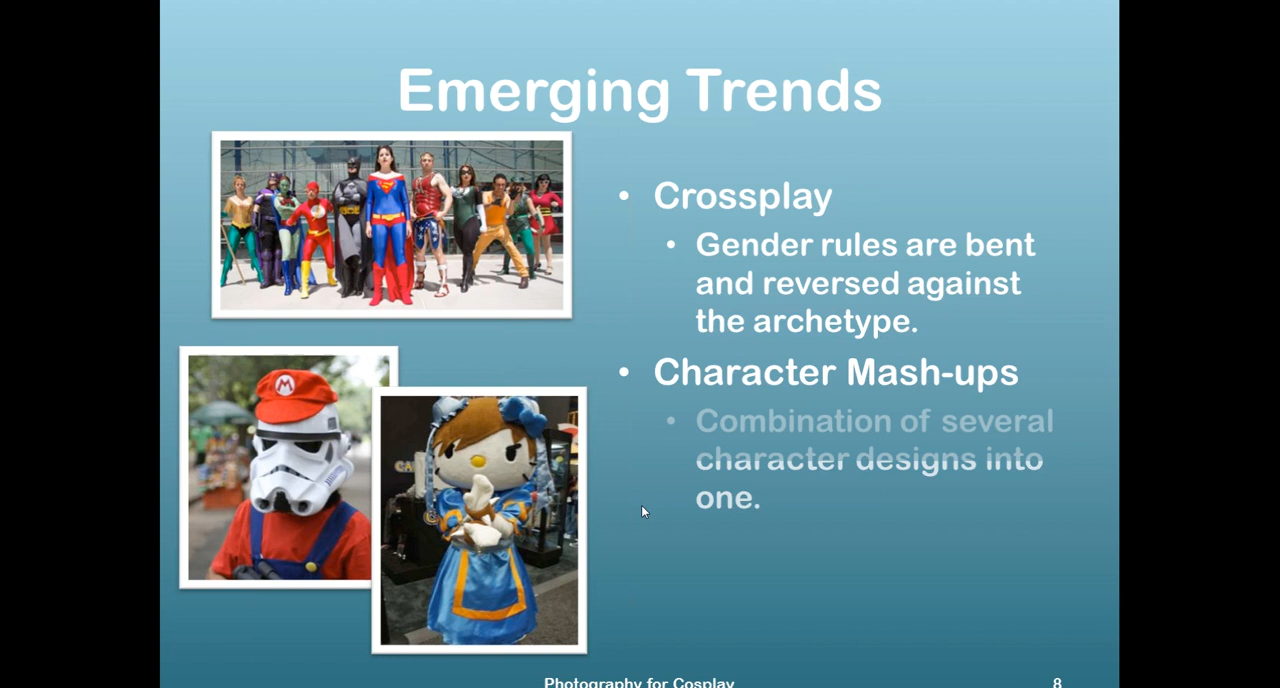 Emerging Trends
• Crossplay
• Gender rules are bent
and reversed against
the archetype.
• Character Mash-ups
• Combination of several
character designs into
one.
M
CA
Photography for Cosplay
8